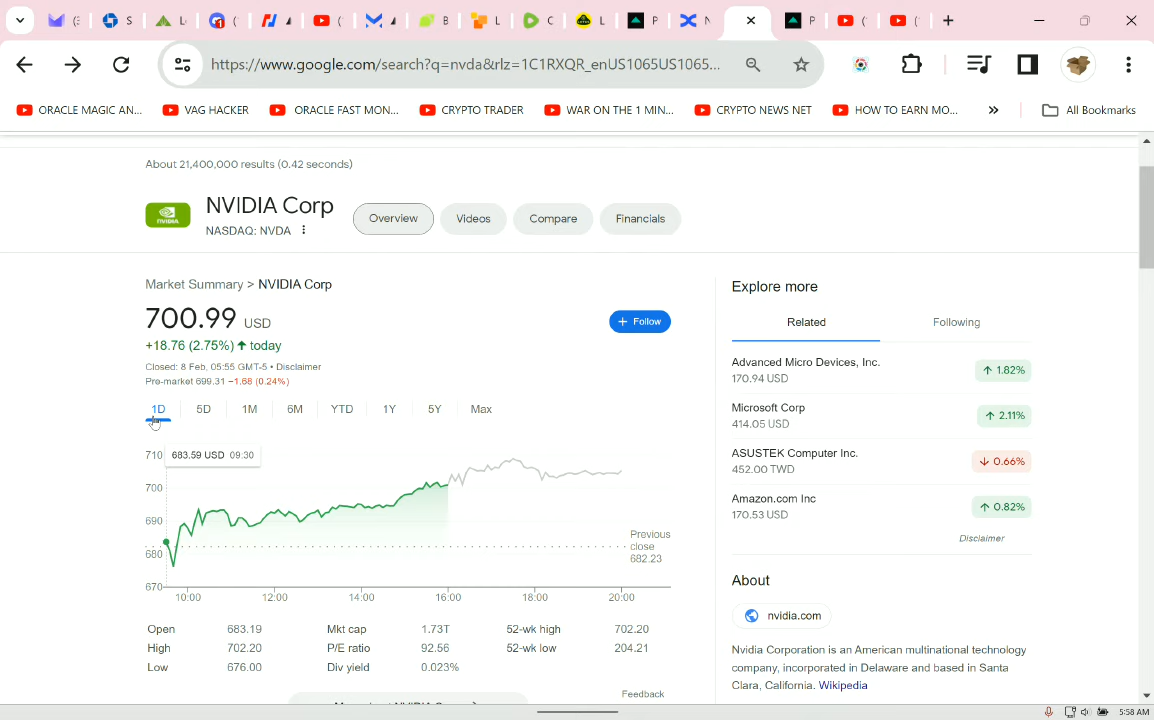 https://www.google.com/search?q=nvda&rlz=1C1RXQR_enUS1065US1065...
ORACLE MAGIC AN...
VAG HACKER
ORACLE FAST MON...
CRYPTO TRADER
WAR ON THE 1 MIN...
CRYPTO NEWS NET
HOW TO EARN MO...
»
All Bookmarks
About 21,400,000 results (0.42 seconds)
NVIDIA
NVIDIA Corp
NASDAQ: NVDA
Overview
Videos
Compare
Financials
Market Summary > NVIDIA Corp
700.99 USD
+ Follow
+18.76 (2.75%) ↑ today
Closed: 8 Feb, 05:55 GMT-5 • Disclaimer
Pre-market 699.31 −1.68 (0.24%)
1D 5D 1M 6M YTD 1Y 5Y Max
683.59 USD 09:30
710
700
690
680
670
Previous
close
682.23
10:00 12:00 14:00 16:00 18:00 20:00
Open 683.19 Mkt cap 1.73T 52-wk high 702.20
High 702.20 P/E ratio 92.56 52-wk low 204.21
Low 676.00 Div yield 0.023%
Feedback
Explore more
Related
Following
Advanced Micro Devices, Inc.
170.94 USD
↑ 1.82%
Microsoft Corp
414.05 USD
↑ 2.11%
ASUSTEK Computer Inc.
452.00 TWD
↓ 0.66%
Amazon.com Inc
170.53 USD
↑ 0.82%
Disclaimer
About
nvidia.com
Nvidia Corporation is an American multinational technology
company, incorporated in Delaware and based in Santa
Clara, California. Wikipedia
5:58 AM